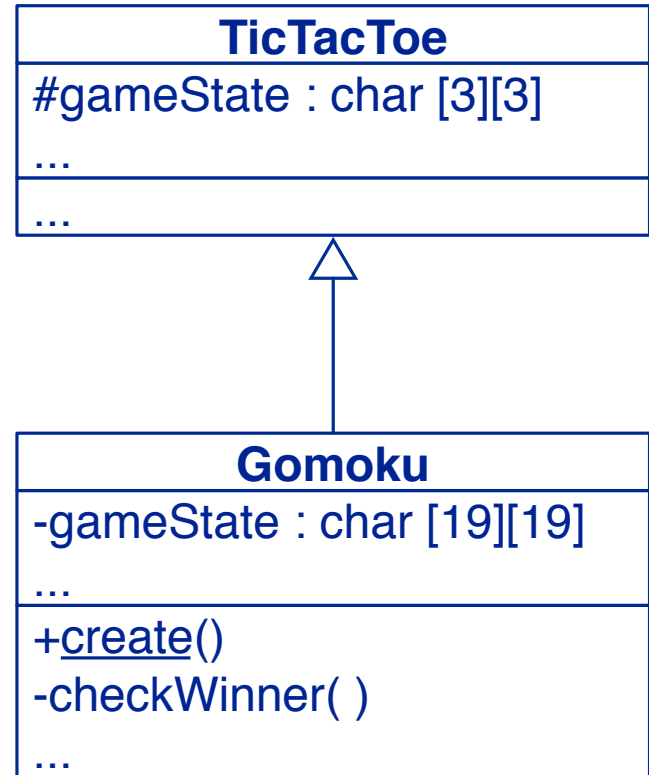 TicTacToe
#gameState : char [3][3]
...
...
Gomoku
-gameState : char [19][19]
...
+create()
-checkWinner( )
...